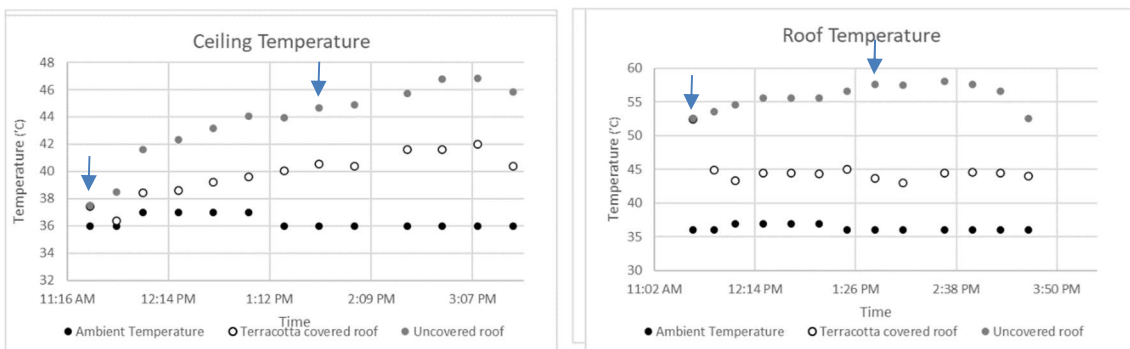 Ceiling Temperature
48
46
44
42
40
38
36
34
32
Temperature (°C)
11:16 AM 12:14 PM 1:12 PM 2:09 PM 3:07 PM
Time
Ambient Temperature Terracotta covered roof Uncovered roof
Roof Temperature
60
55
50
45
40
35
30
Temperature (°C)
11:02 AM 12:14 PM 1:26 PM 2:38 PM 3:50 PM
Time
Ambient Temperature Terracotta covered roof Uncovered roof